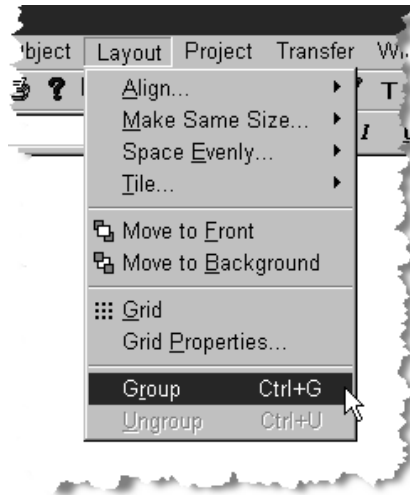 Layout Project Transfer
? T
I
Align...
Make Same Size...
Space Evenly...
Tile...
Move to Front
Move to Background
Grid
Grid Properties...
Group Ctrl+G
Ungroup Ctrl+U